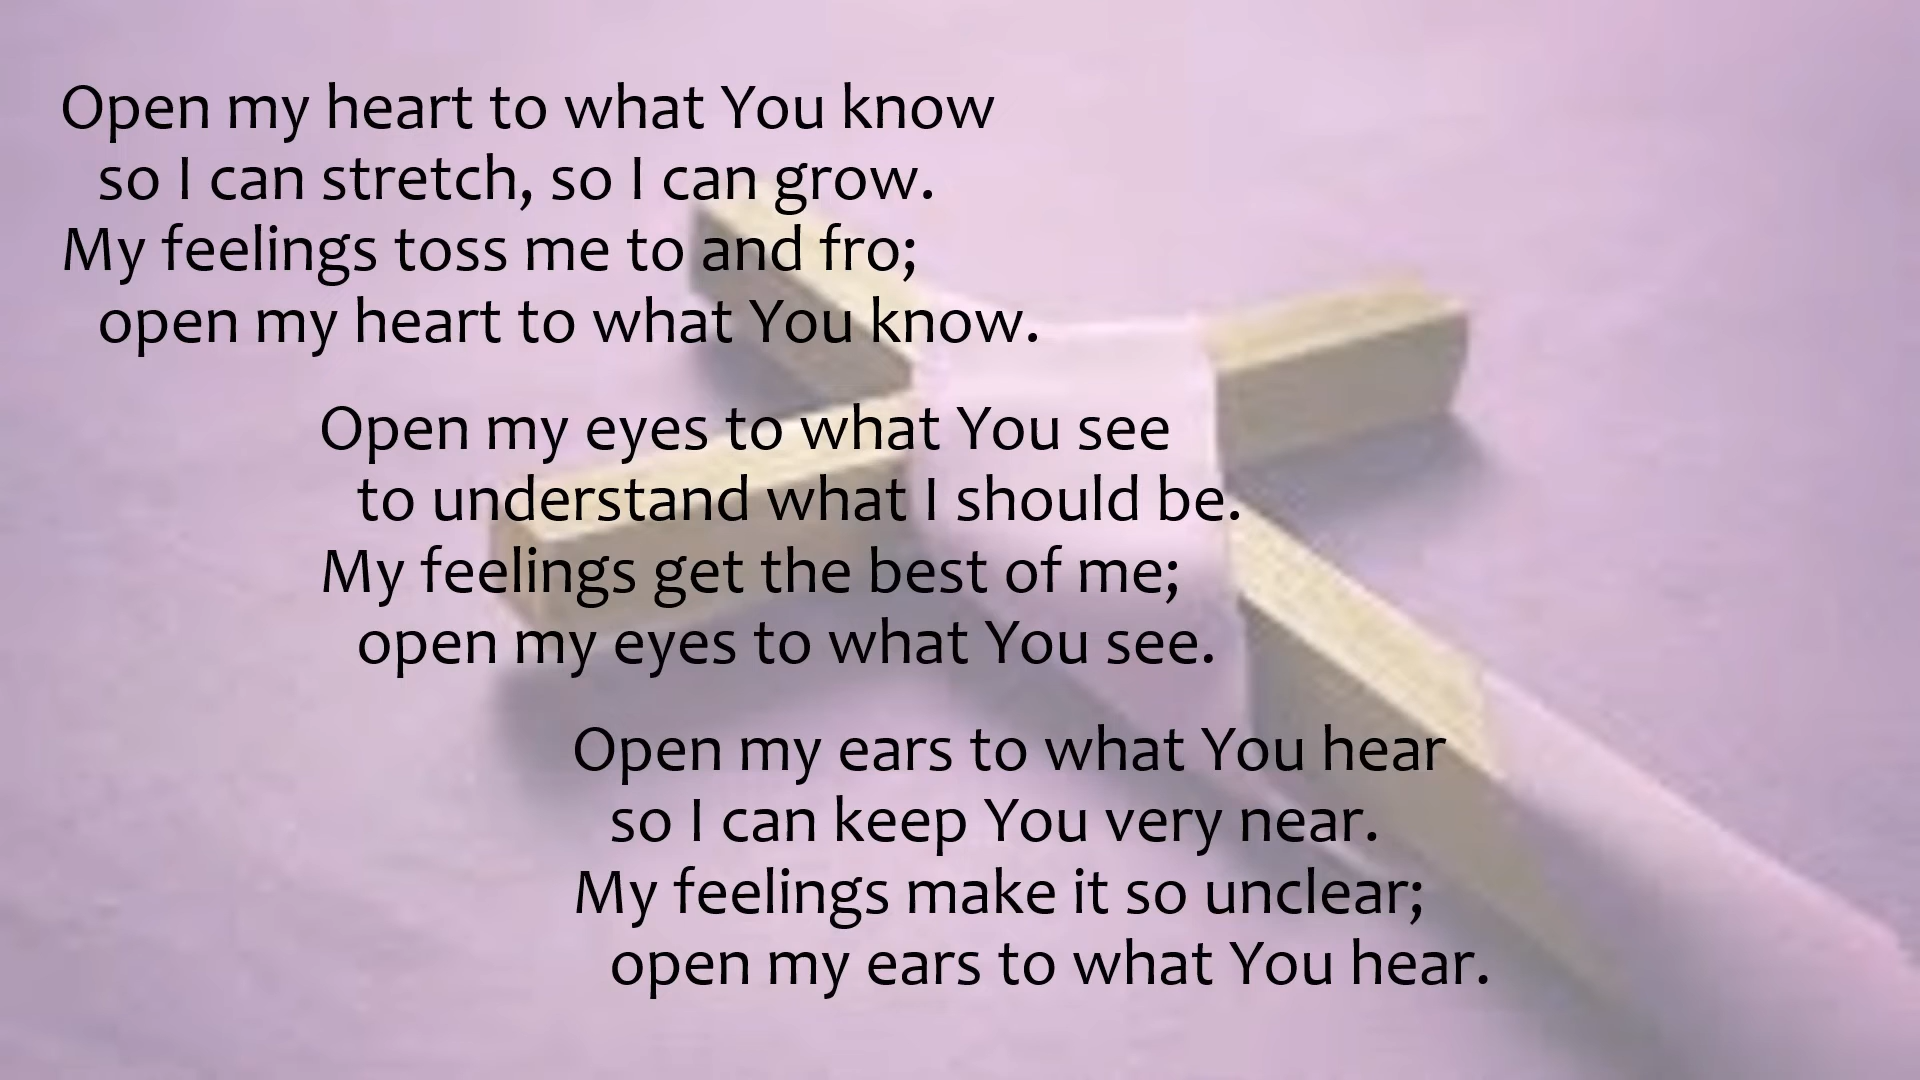 Open my heart to what You know
so I can stretch, so I can grow.
My feelings toss me to and fro;
open my heart to what You know.
Open my eyes to what You see
to understand what I should be.
My feelings get the best of me;
open my eyes to what You see.
Open my ears to what You hear
so I can keep You very near.
My feelings make it so unclear;
open my ears to what You hear.